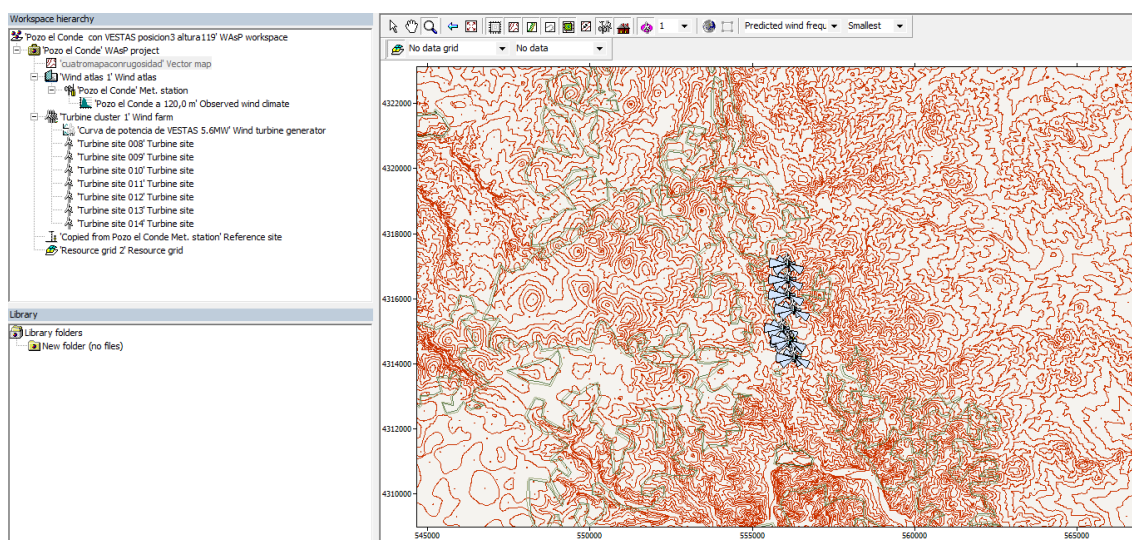 Workspace hierarchy
'Pozo el Conde con VESTAS posicion3 altura119' WAsP workspace
'Pozo el Conde' WAsP project
'cuatromapaconrugosidad' Vector map
'Wind atlas 1' Wind atlas
'Pozo el Conde' Met. station
'Pozo el Conde a 120,0 m' Observed wind climate
'Turbine cluster 1' Wind farm
'Curva de potencia de VESTAS 5.6MW' Wind turbine generator
'Turbine site 008' Turbine site
'Turbine site 009' Turbine site
'Turbine site 010' Turbine site
'Turbine site 011' Turbine site
'Turbine site 012' Turbine site
'Turbine site 013' Turbine site
'Turbine site 014' Turbine site
'Copied from Pozo el Conde Met. station' Reference site
'Resource grid 2' Resource grid
Library
Library folders
New folder (no files)
1 Predicted wind frequ Smallest
No data grid No data
4322000
4320000
4318000
4316000
4314000
4312000
4310000
545000 550000 555000 560000 565000